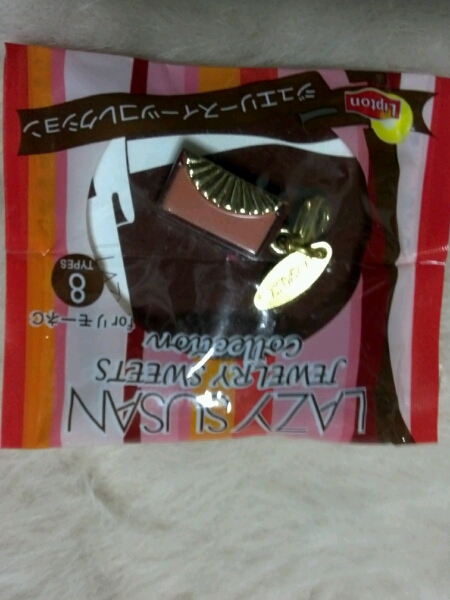 LAZY SUSAN
JEWELRY SWEETS
collection
8
TYPES
Lipton
ジュエリースイーツコレクション